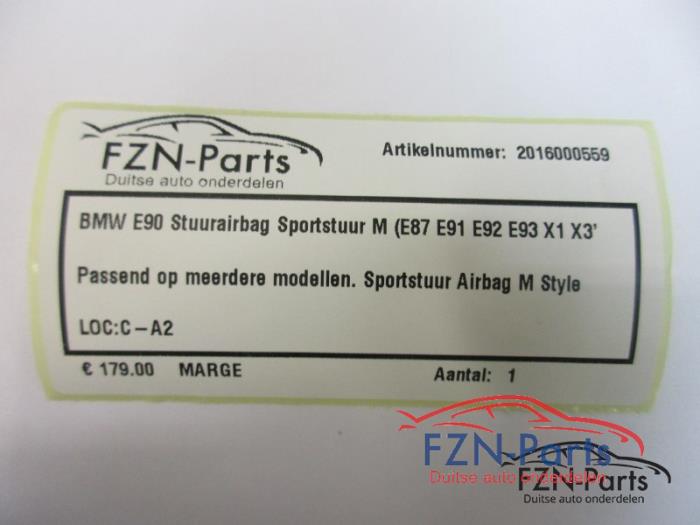 FZN-Parts
Duitse auto onderdelen
Artikelnummer: 2016000559
BMW E90 Stuurairbag Sportstuur M (E87 E91 E92 E93 X1 X3'
Passend op meerdere modellen. Sportstuur Airbag M Style
LOC:C-A2
€ 179.00 MARGE Aantal: 1
FZN-Parts
Duitse auto onderdelen
FZN-Parts
Duitse auto onderdelen